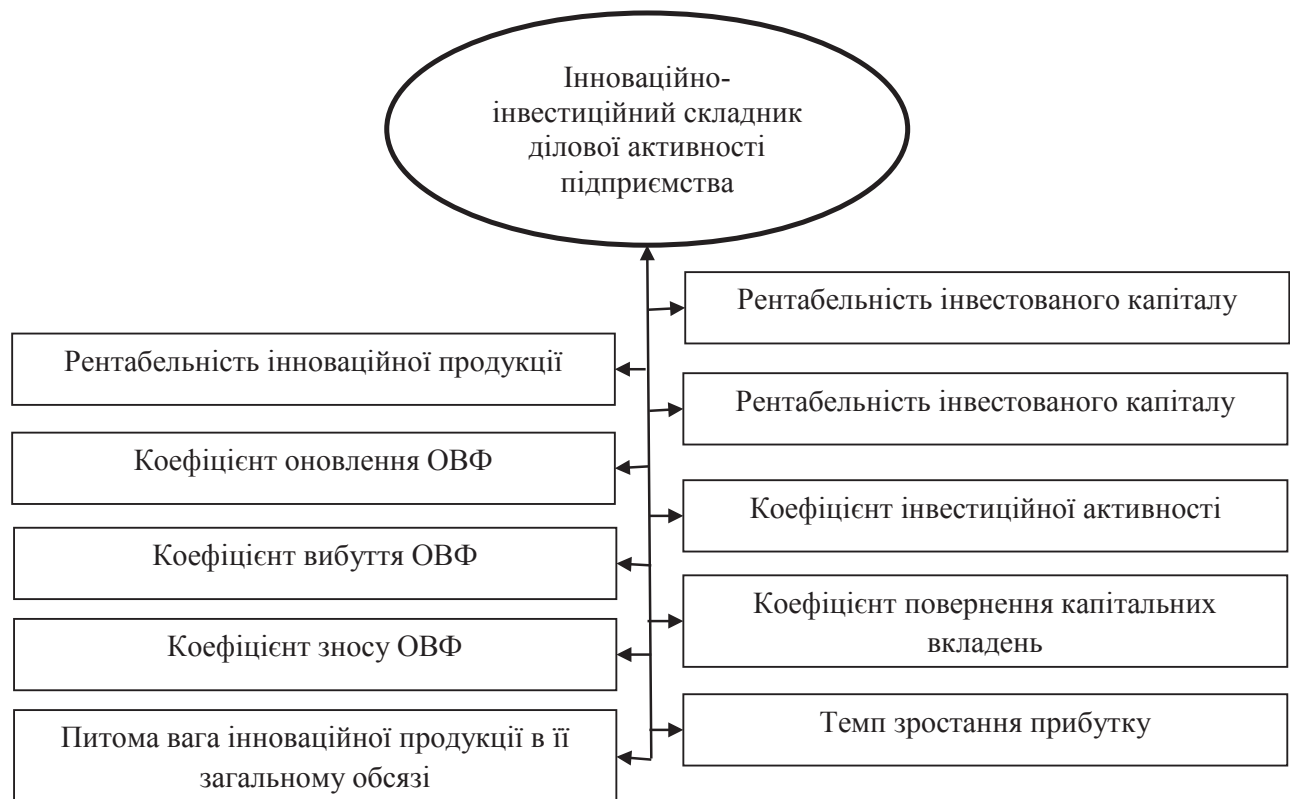 Інноваційно-
інвестиційний складник
ділової активності
підприємства
Рентабельність інвестованого капіталу
Рентабельність інноваційної продукції
Рентабельність інвестованого капіталу
Коефіцієнт оновлення ОВФ
Коефіцієнт інвестиційної активності
Коефіцієнт вибуття ОВФ
Коефіцієнт повернення капітальних
вкладень
Коефіцієнт зносу ОВФ
Темп зростання прибутку
Питома вага інноваційної продукції в її
загальному обсязі